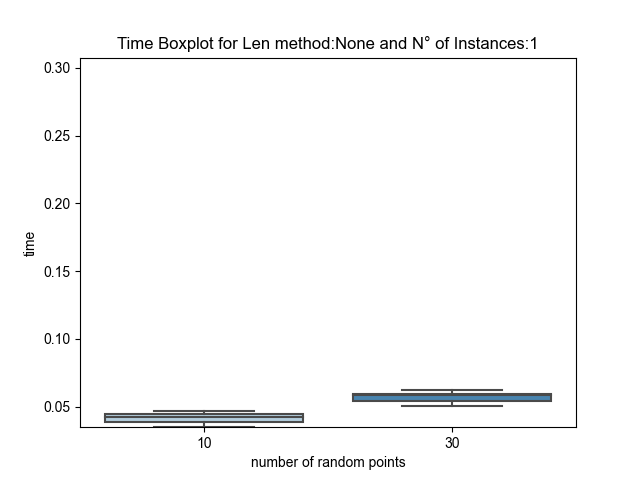 Time Boxplot for Len method:None and N° of Instances:1
0.30
0.25
0.20
0.15
0.10
0.05
time
10 30
number of random points